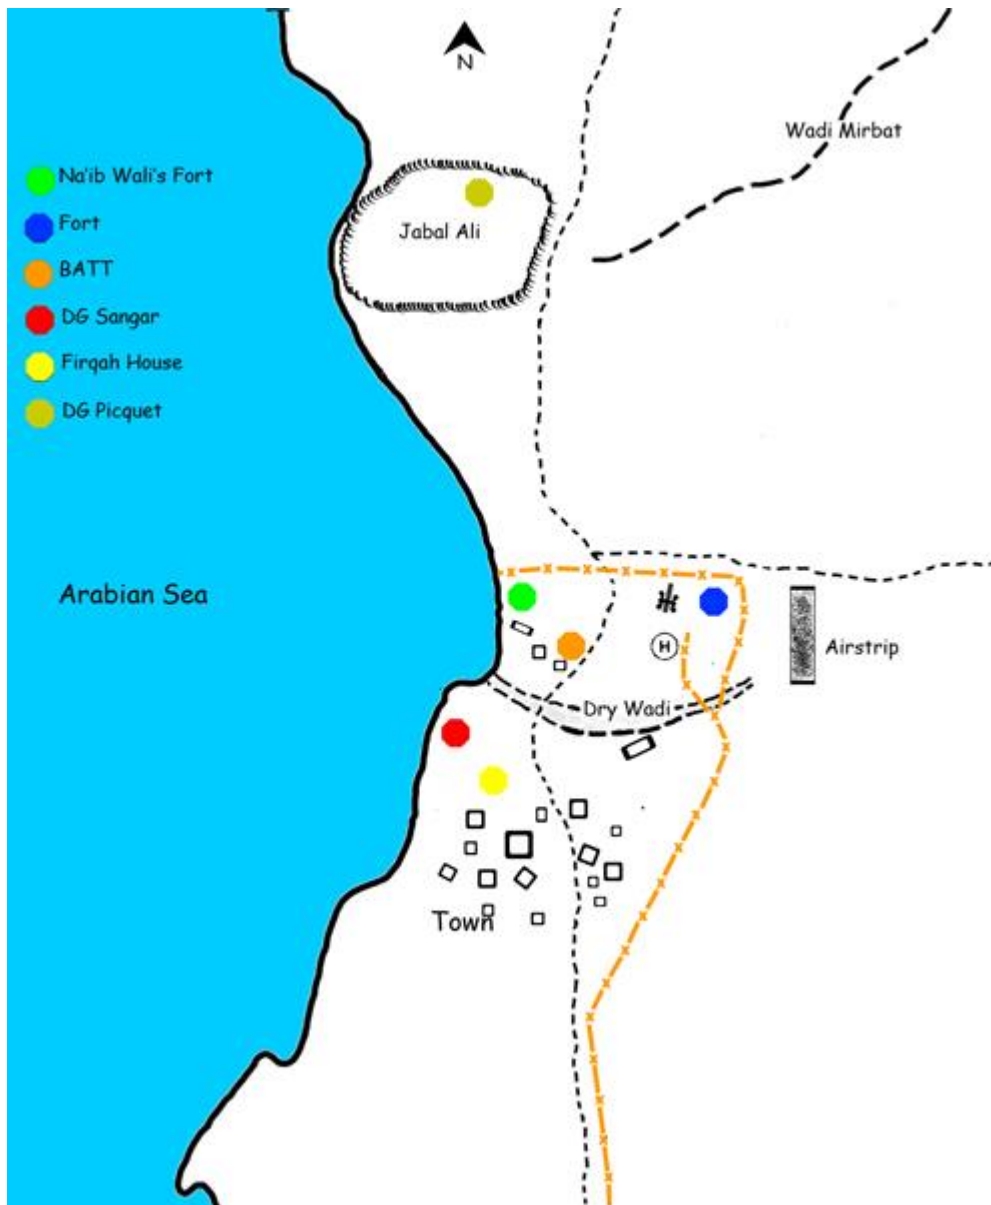 N
Wadi Mirbat
Na'ib Wali's Fort
Fort
Jabal Ali
BATT
DG Sangar
Firqah House
DG Picquet
Arabian Sea
H
Airstrip
Dry Wadi
Town